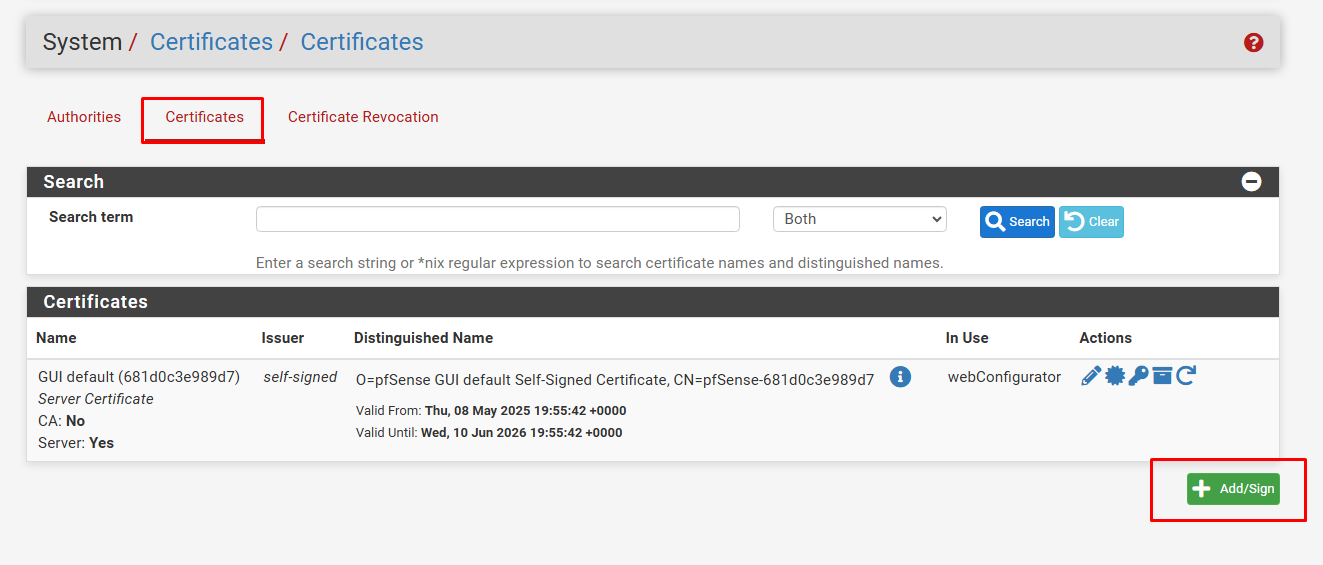 System / Certificates / Certificates
?
Authorities Certificates Certificate Revocation
Search
Search term Both Search Clear
Enter a search string or *nix regular expression to search certificate names and distinguished names.
Certificates
Name Issuer Distinguished Name In Use Actions
GUI default (681d0c3e989d7) self-signed O=pfSense GUI default Self-Signed Certificate, CN=pfSense-681d0c3e989d7 i webConfigurator
Server Certificate
CA: No
Server: Yes
Valid From: Thu, 08 May 2025 19:55:42 +0000
Valid Until: Wed, 10 Jun 2026 19:55:42 +0000
Add/Sign